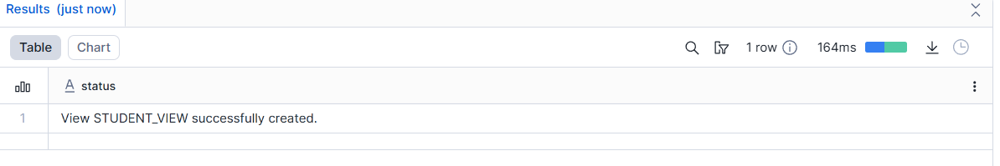 Results (just now)
Table Chart 1 row 164ms
A status
1 View STUDENT_VIEW successfully created.